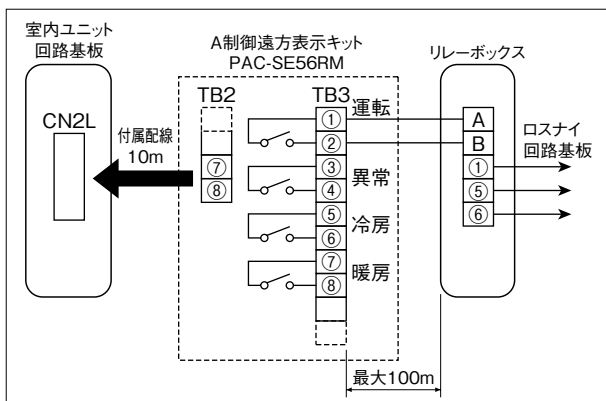 室内ユニット
回路基板
CN2L
付属配線
10m
A制御遠方表示キット
PAC-SE56RM
TB2
⑦
⑧
TB3
① 運転
②
③ 異常
④
⑤ 冷房
⑥
⑦ 暖房
⑧
リレーボックス
A
B
①
⑤
⑥
ロスナイ
回路基板
最大100m